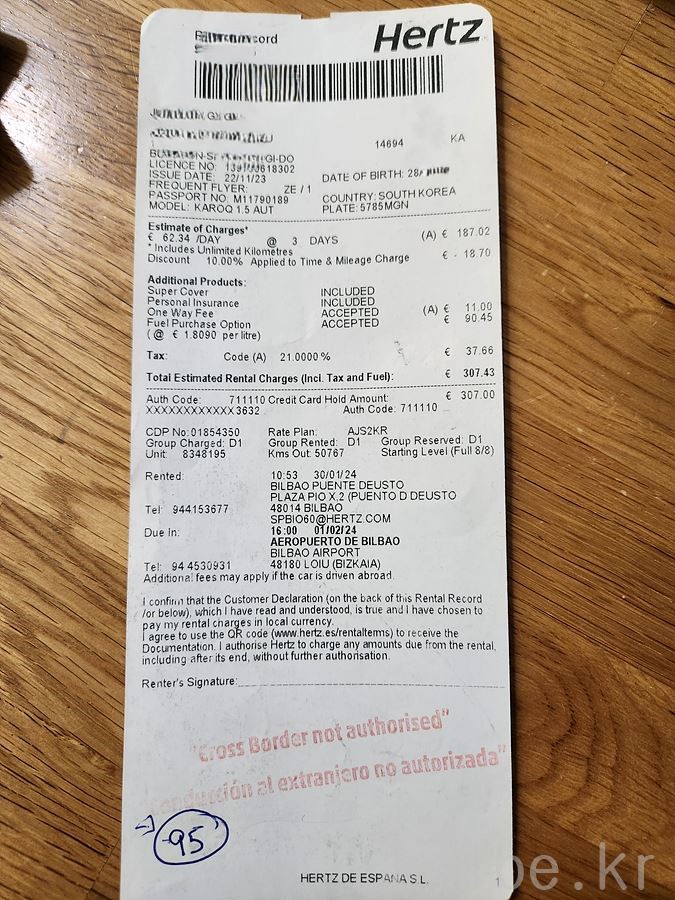 Hertz
14694 KA
LICENCE NO:
ISSUE DATE: 22/11/23 DATE OF BIRTH:
FREQUENT FLYER: ZE / 1
PASSPORT NO: M11790189 COUNTRY: SOUTH KOREA
MODEL: KAROQ 1.5 AUT PLATE: 5785MGN
Estimate of Charges*
€ 62.34 /DAY @ 3 DAYS (A) € 187.02
* Includes Unlimited Kilometres
Discount 10.00% Applied to Time & Mileage Charge € - 18.70
Additional Products:
Super Cover INCLUDED
Personal Insurance INCLUDED
One Way Fee ACCEPTED (A) € 11.00
Fuel Purchase Option ACCEPTED € 90.45
(@ € 1.8090 per litre)
Tax: Code (A) 21.0000 % € 37.66
Total Estimated Rental Charges (Incl. Tax and Fuel): € 307.43
Auth Code: 711110 Credit Card Hold Amount: € 307.00
XXXXXXXXXXXX3632 Auth Code: 711110
CDP No: 01854350 Rate Plan: AJS2KR
Group Charged: D1 Group Rented: D1 Group Reserved: D1
Unit: 8348195 Kms Out: 50767 Starting Level (Full 8/8)
Rented: 10:53 30/01/24
BILBAO PUENTE DEUSTO
PLAZA PIO X,2 (PUENTO D DEUSTO
Tel: 944153677 48014 BILBAO
SPBIO60@HERTZ.COM
Due In: 16:00 01/02/24
AEROPUERTO DE BILBAO
BILBAO AIRPORT
Tel: 94 4530931 48180 LOIU (BIZKAIA)
Additional fees may apply if the car is driven abroad.
I confirm that the Customer Declaration (on the back of this Rental Record
/or below), which I have read and understood, is true and I have chosen to
pay my rental charges in local currency.
I agree to use the QR code (www.hertz.es/rentalterms) to receive the
Documentation. I authorise Hertz to charge any amounts due from the rental,
including after its end, without further authorisation.
Renter's Signature:
"Cross Border not authorised"
conducción al extranjero no autorizada"
95
HERTZ DE ESPANA S.L. 1
pe.kr